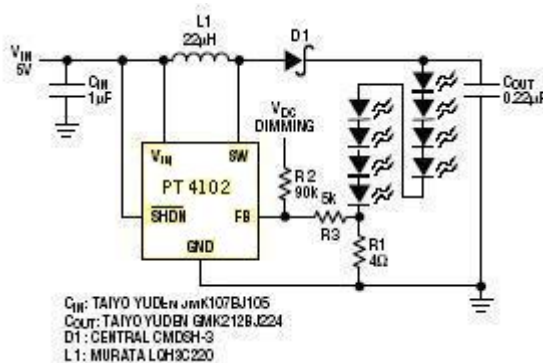 L1
22μH
D1
VIN
5V
CIN
1μF
VDC
DIMMING
COUT
0.22μF
VIN
SW
PT 4102
R2
90k
5k
R3
SHDN
FB
GND
R1
4Ω
CIN: TAIYO YUDEN JMK107BJ105
COUT: TAIYO YUDEN GMK212BJ224
D1: CENTRAL CMDSH-3
L1: MURATA LQH3C220